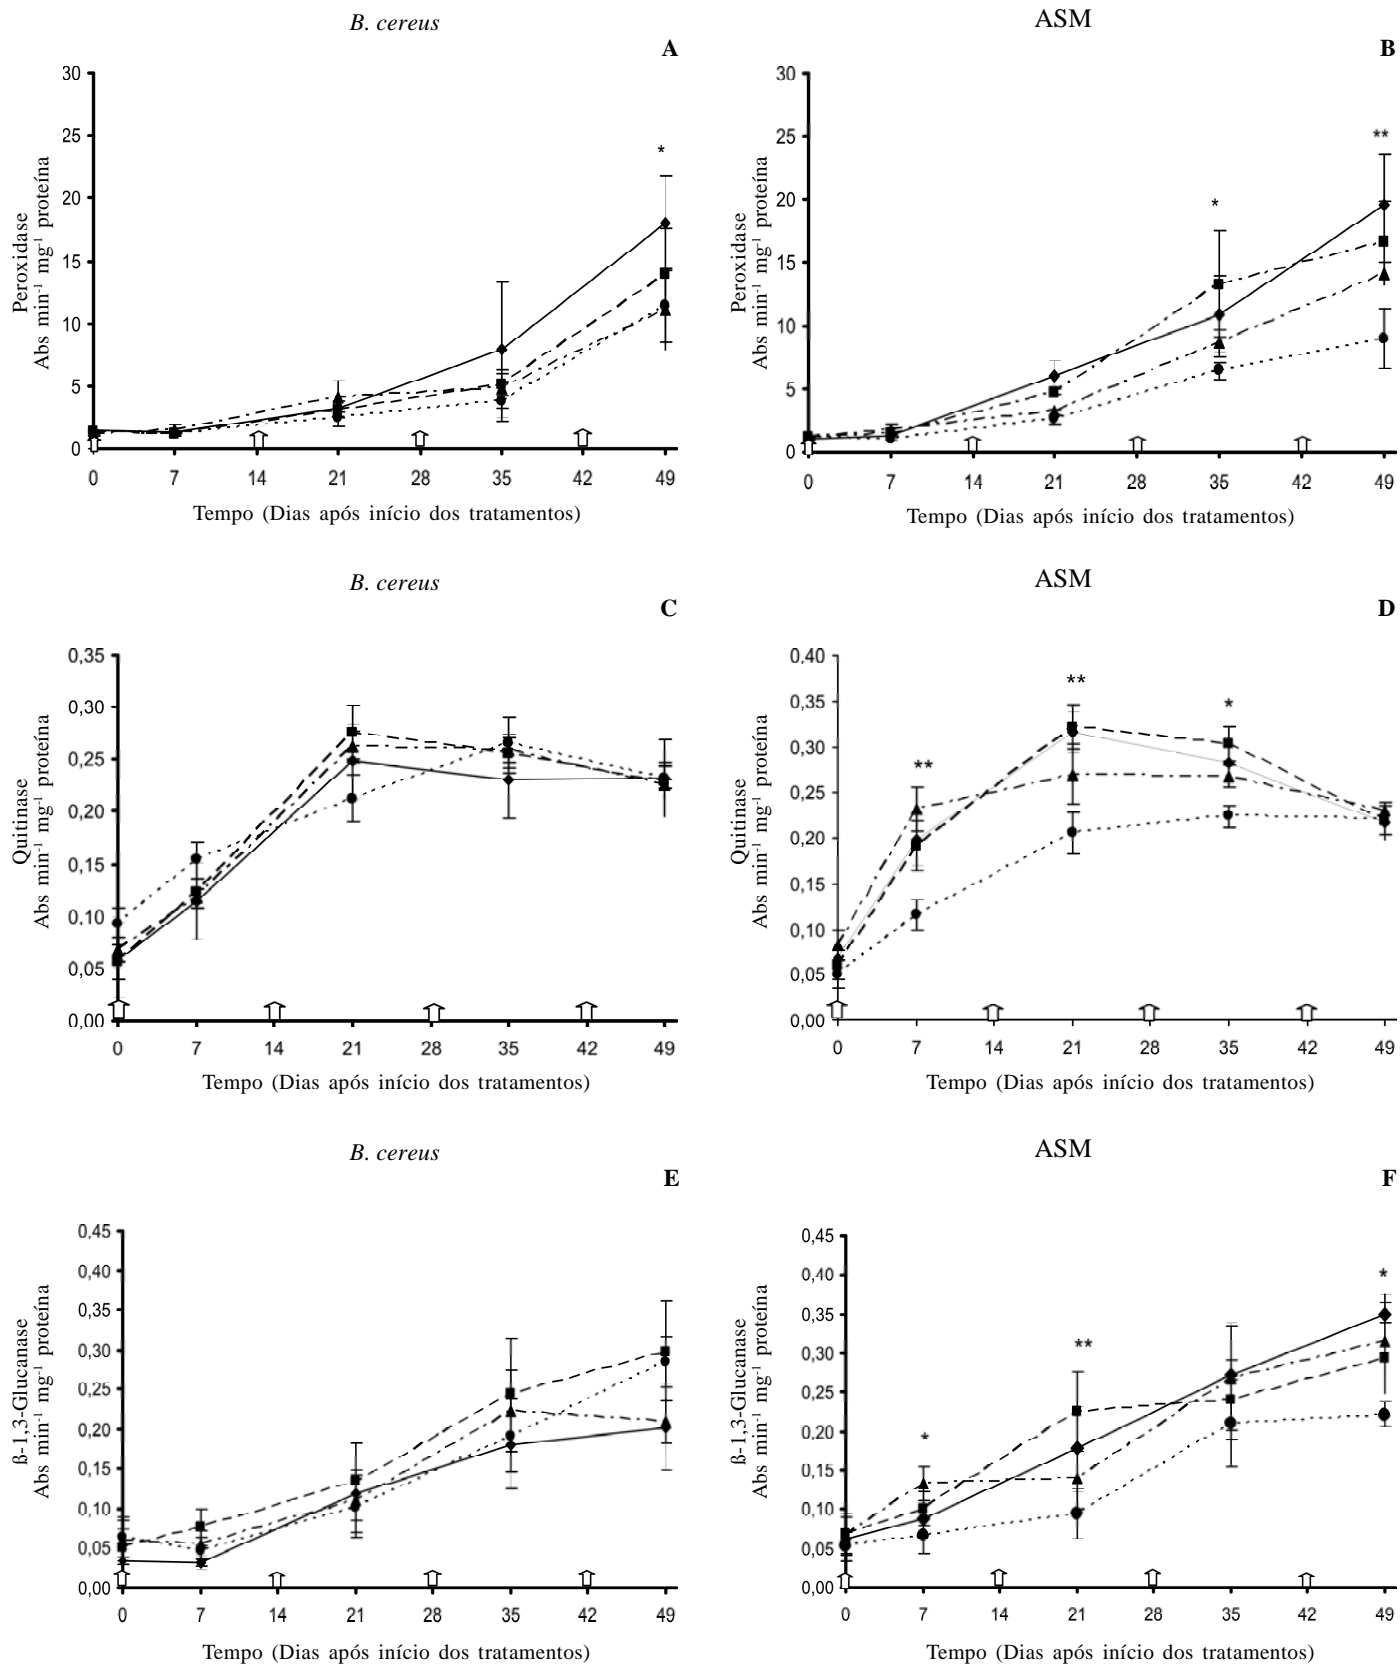 B. cereus
A
30
25
20
15
10
5
0
Peroxidase
Abs min-1 mg-1 proteína
*
0 7 14 21 28 35 42 49
Tempo (Dias após início dos tratamentos)
ASM
B
30
25
20
15
10
5
0
Peroxidase
Abs min-1 mg-1 proteína
*
**
0 7 14 21 28 35 42 49
Tempo (Dias após início dos tratamentos)
B. cereus
C
0,35
0,30
0,25
0,20
0,15
0,10
0,05
0,00
Quitinase
Abs min-1 mg-1 proteína
0 7 14 21 28 35 42 49
Tempo (Dias após início dos tratamentos)
ASM
D
0,40
0,35
0,30
0,25
0,20
0,15
0,10
0,05
0,00
Quitinase
Abs min-1 mg-1 proteína
**
**
*
0 7 14 21 28 35 42 49
Tempo (Dias após início dos tratamentos)
B. cereus
E
0,45
0,40
0,35
0,30
0,25
0,20
0,15
0,10
0,05
0,00
ß-1,3-Glucanase
Abs min-1 mg-1 proteína
0 7 14 21 28 35 42 49
Tempo (Dias após início dos tratamentos)
ASM
F
0,45
0,40
0,35
0,30
0,25
0,20
0,15
0,10
0,05
0,00
ß-1,3-Glucanase
Abs min-1 mg-1 proteína
*
**
*
0 7 14 21 28 35 42 49
Tempo (Dias após início dos tratamentos)